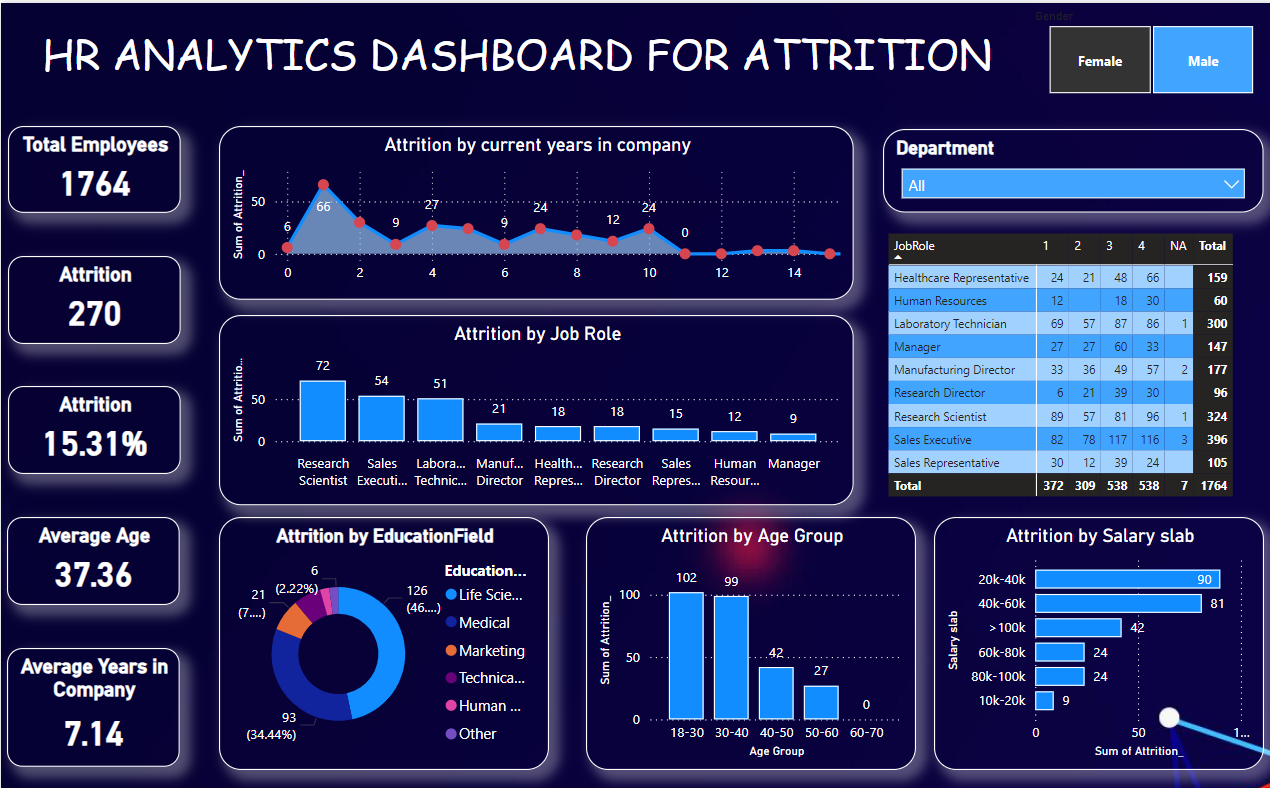 Gender
HR ANALYTICS DASHBOARD FOR ATTRITION
Female Male
Total Employees
1764
Attrition
270
Attrition
15.31%
Average Age
37.36
Average Years in
Company
7.14
Attrition by current years in company
Sum of Attrition_
50
0
6 66 9 27 9 24 12 24 0
0 2 4 6 8 10 12 14
Attrition by Job Role
Sum of Attritio...
50
0
72 54 51 21 18 18 15 12 9
Research Sales Labora... Manuf... Health... Research Sales Human Manager
Scientist Executi... Technic... Director Repres... Director Repres... Resour...
Department
All
JobRole 1 2 3 4 NA Total
Healthcare Representative 24 21 48 66 159
Human Resources 12 18 30 60
Laboratory Technician 69 57 87 86 1 300
Manager 27 27 60 33 147
Manufacturing Director 33 36 49 57 2 177
Research Director 6 21 39 30 96
Research Scientist 89 57 81 96 1 324
Sales Executive 82 78 117 116 3 396
Sales Representative 30 12 39 24 105
Total 372 309 538 538 7 1764
Attrition by EducationField
6
(2.22%)
21
(7....)
126
(46....)
93
(34.44%)
Education...
Life Scie...
Medical
Marketing
Technica...
Human ...
Other
Attrition by Age Group
Sum of Attrition_
100
50
0
102 99 42 27 0
18-30 30-40 40-50 50-60 60-70
Age Group
Attrition by Salary slab
Salary slab
20k-40k 90
40k-60k 81
>100k 42
60k-80k 24
80k-100k 24
10k-20k 9
0 50 1...
Sum of Attrition_